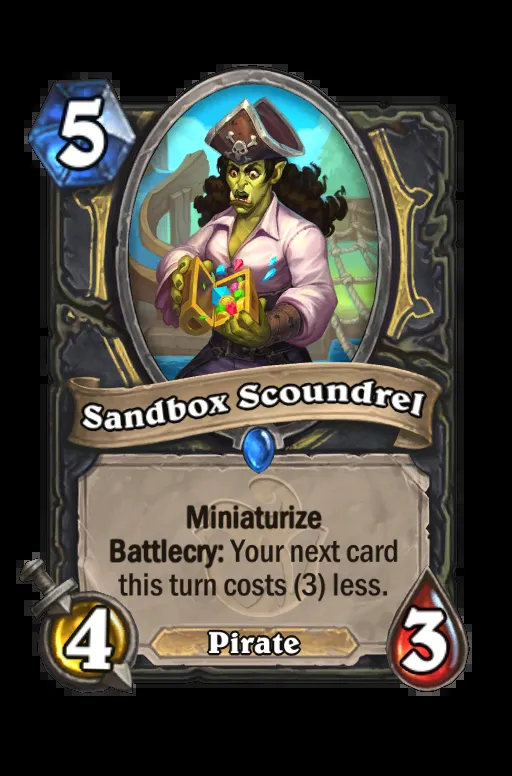 5
Sandbox Scoundrel
Miniaturize
Battlecry: Your next card
this turn costs (3) less.
4
Pirate
3